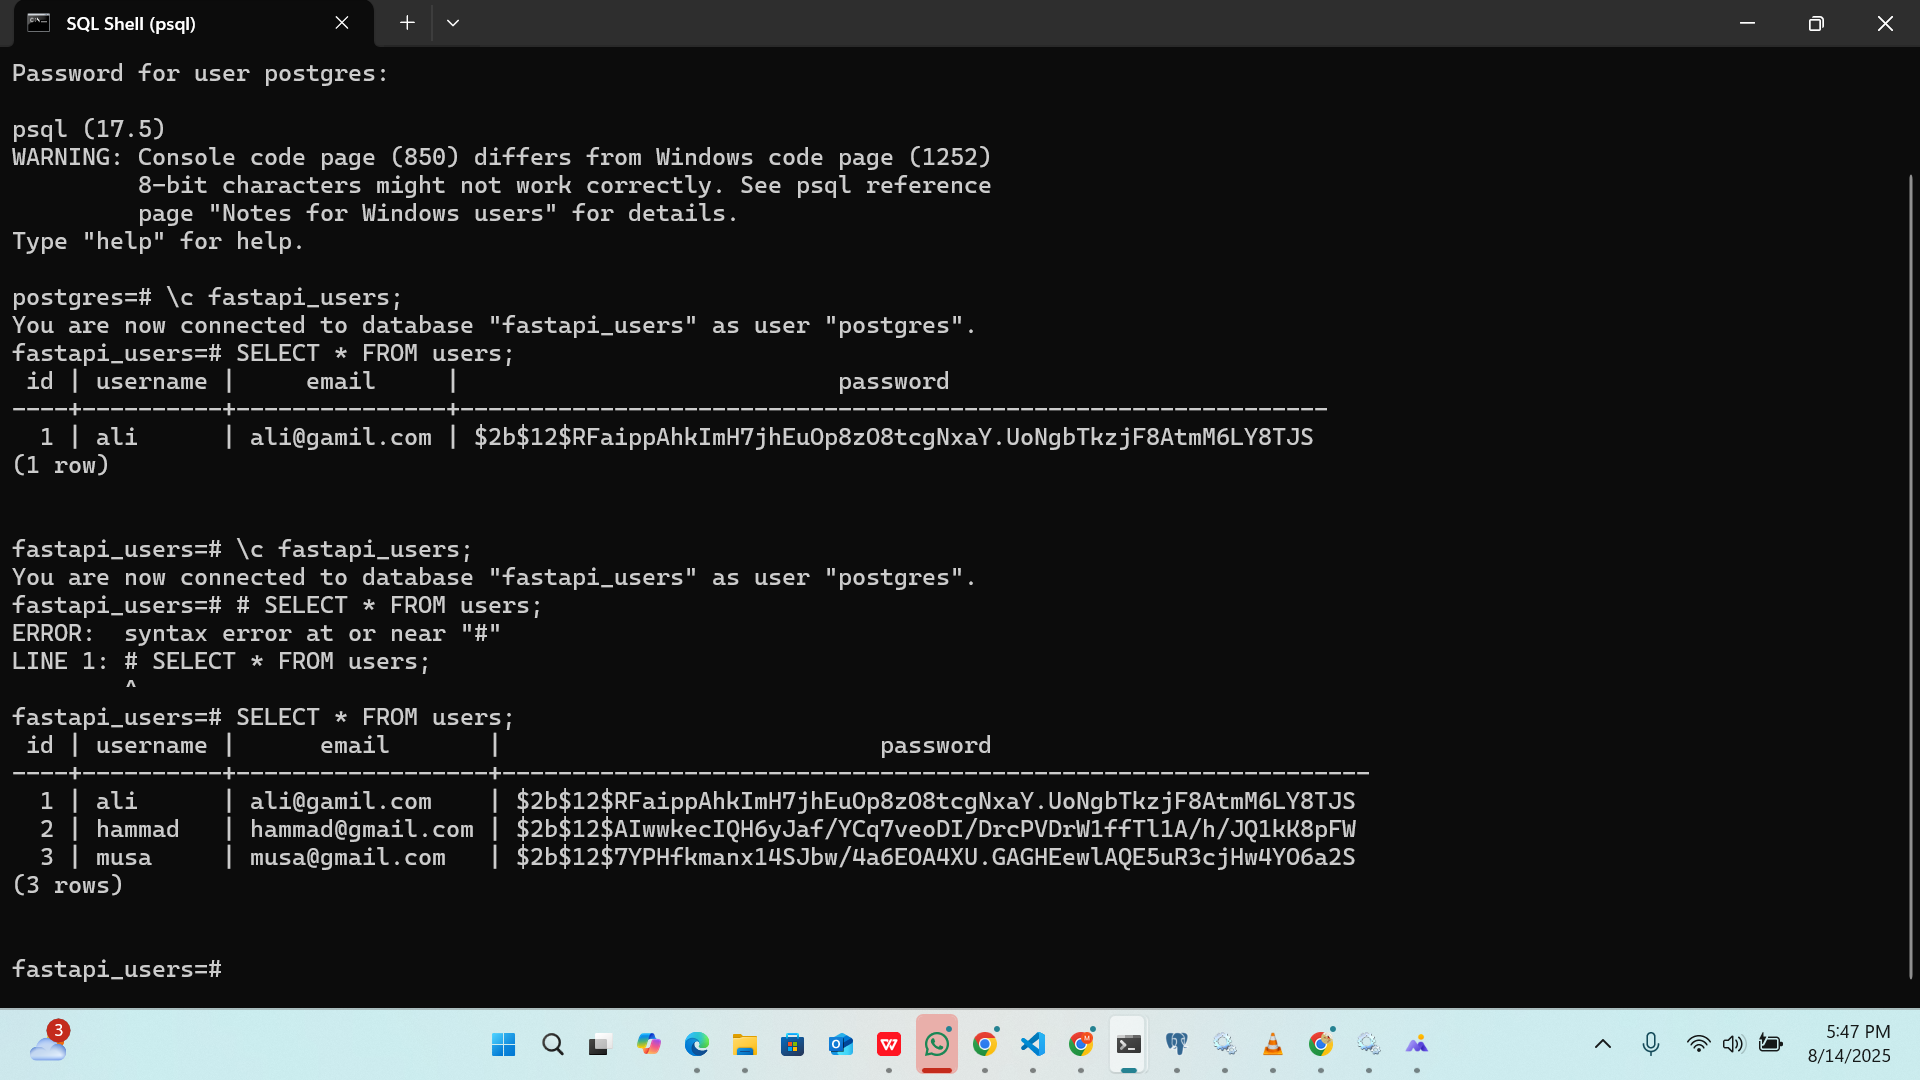 SQL Shell (psql)
Password for user postgres:
psql (17.5)
WARNING: Console code page (850) differs from Windows code page (1252)
         8-bit characters might not work correctly. See psql reference
         page "Notes for Windows users" for details.
Type "help" for help.
postgres=# \c fastapi_users;
You are now connected to database "fastapi_users" as user "postgres".
fastapi_users=# SELECT * FROM users;
 id | username |     email     |                           password
----+----------+---------------+--------------------------------------------------------------
  1 | ali      | ali@gamil.com | $2b$12$RFaippAhkImH7jhEuOp8zO8tcgNxaY.UoNgbTkzjF8AtmM6LY8TJS
(1 row)
fastapi_users=# \c fastapi_users;
You are now connected to database "fastapi_users" as user "postgres".
fastapi_users=# # SELECT * FROM users;
ERROR:  syntax error at or near "#"
LINE 1: # SELECT * FROM users;
        ^
fastapi_users=# SELECT * FROM users;
 id | username |      email       |                           password
----+----------+------------------+--------------------------------------------------------------
  1 | ali      | ali@gamil.com    | $2b$12$RFaippAhkImH7jhEuOp8zO8tcgNxaY.UoNgbTkzjF8AtmM6LY8TJS
  2 | hammad   | hammad@gmail.com | $2b$12$AIwwkecIQH6yJaf/YCq7veoDI/DrcPVDrW1ffTl1A/h/JQ1kK8pFW
  3 | musa     | musa@gmail.com   | $2b$12$7YPHfkmanx14SJbw/4a6EOA4XU.GAGHEewlAQE5uR3cjHw4YO6a2S
(3 rows)
fastapi_users=#
3
5:47 PM
8/14/2025